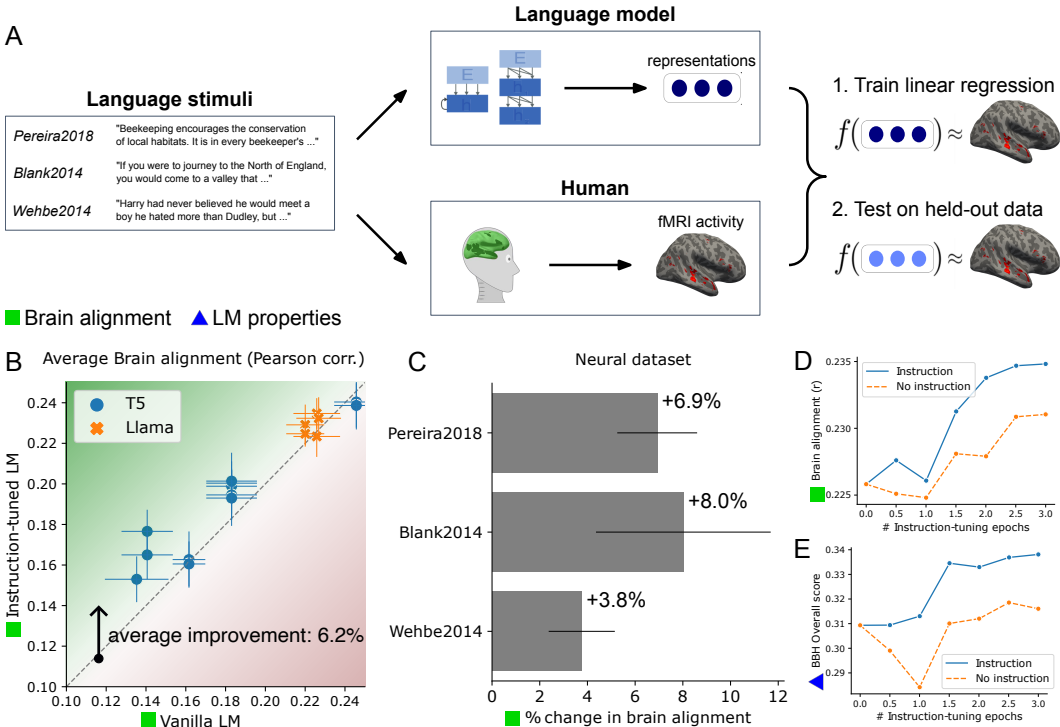 A
Language stimuli
Pereira2018
"Beekeeping encourages the conservation
of local habitats. It is in every beekeeper's ..."
Blank2014
"If you were to journey to the North of England,
you would come to a valley that ..."
Wehbe2014
"Harry had never believed he would meet a
boy he hated more than Dudley, but ..."
Language model
E
h
E
h
h
representations
Human
fMRI activity
1. Train linear regression
f( ) ≈
2. Test on held-out data
f( ) ≈
Brain alignment
LM properties
B
Average Brain alignment (Pearson corr.)
T5
Llama
Instruction-tuned LM
0.24
0.22
0.20
0.18
0.16
0.14
0.12
0.10
average improvement: 6.2%
0.10 0.12 0.14 0.16 0.18 0.20 0.22 0.24
Vanilla LM
C
Neural dataset
Pereira2018
+6.9%
Blank2014
+8.0%
Wehbe2014
+3.8%
0 2 4 6 8 10 12
% change in brain alignment
D
Brain alignment (r)
0.235
0.230
0.225
Instruction
No instruction
0.0 0.5 1.0 1.5 2.0 2.5 3.0
# Instruction-tuning epochs
E
BBH Overall score
0.34
0.33
0.32
0.31
0.30
0.29
Instruction
No instruction
0.0 0.5 1.0 1.5 2.0 2.5 3.0
# Instruction-tuning epochs